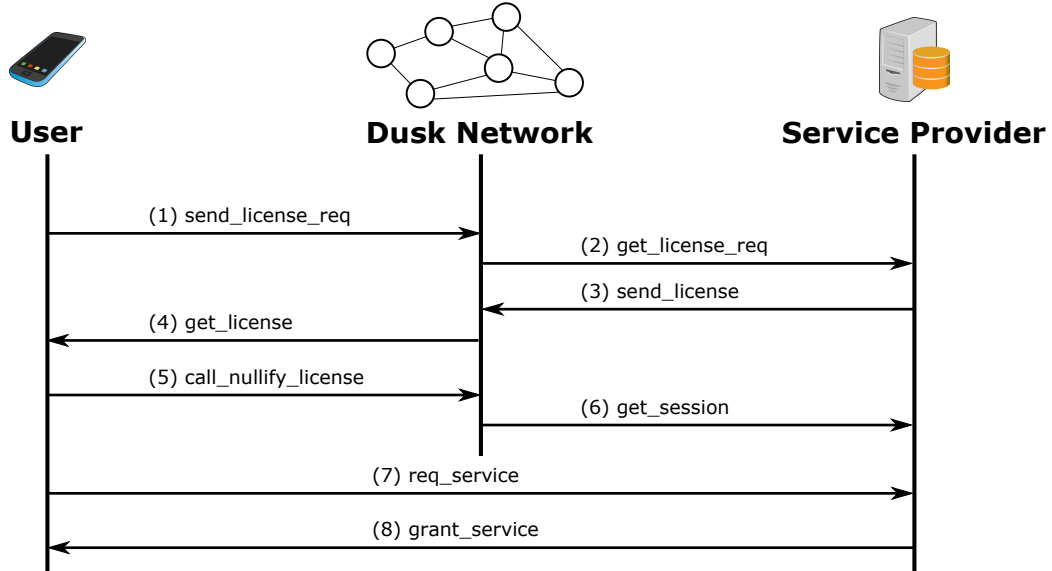 User
Dusk Network
Service Provider
(1) send_license_req
(2) get_license_req
(3) send_license
(4) get_license
(5) call_nullify_license
(6) get_session
(7) req_service
(8) grant_service